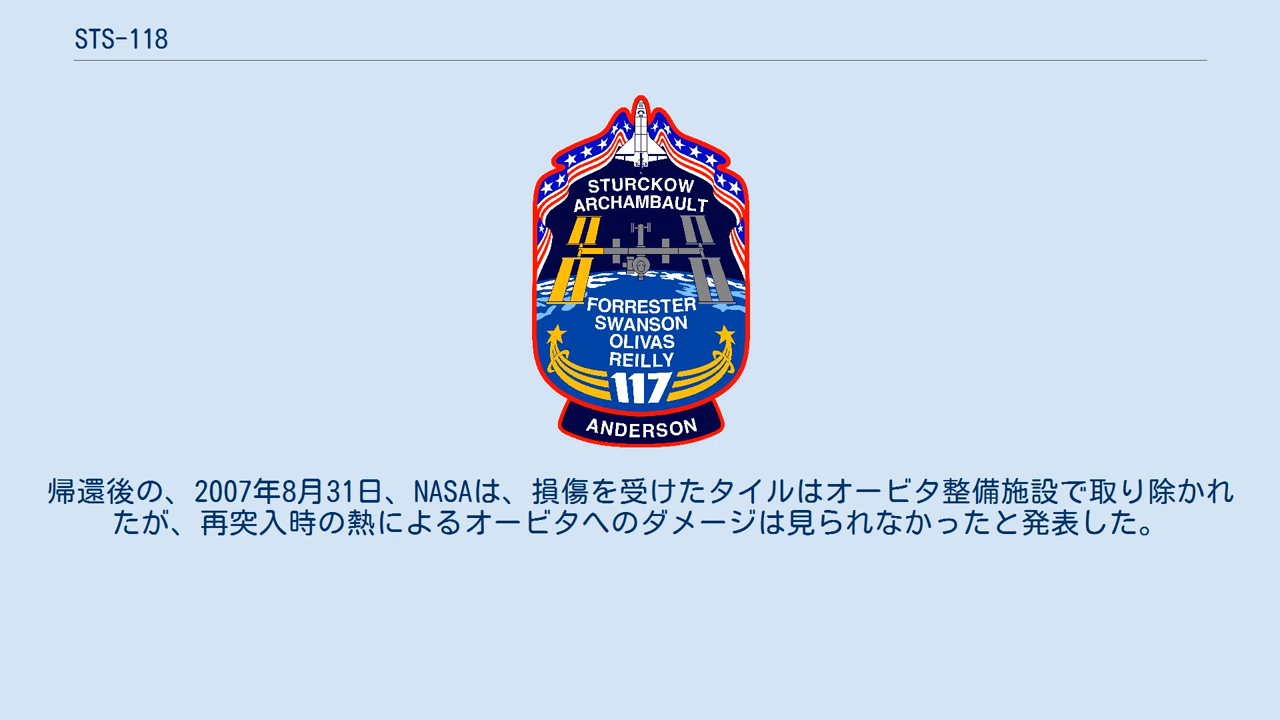 STS-118
STURCKOW
ARCHAMBAULT
FORRESTER
SWANSON
OLIVAS
REILLY
117
ANDERSON
帰還後の、2007年8月31日、NASAは、損傷を受けたタイルはオービタ整備施設で取り除かれ
たが、再突入時の熱によるオービタへのダメージは見られなかったと発表した。